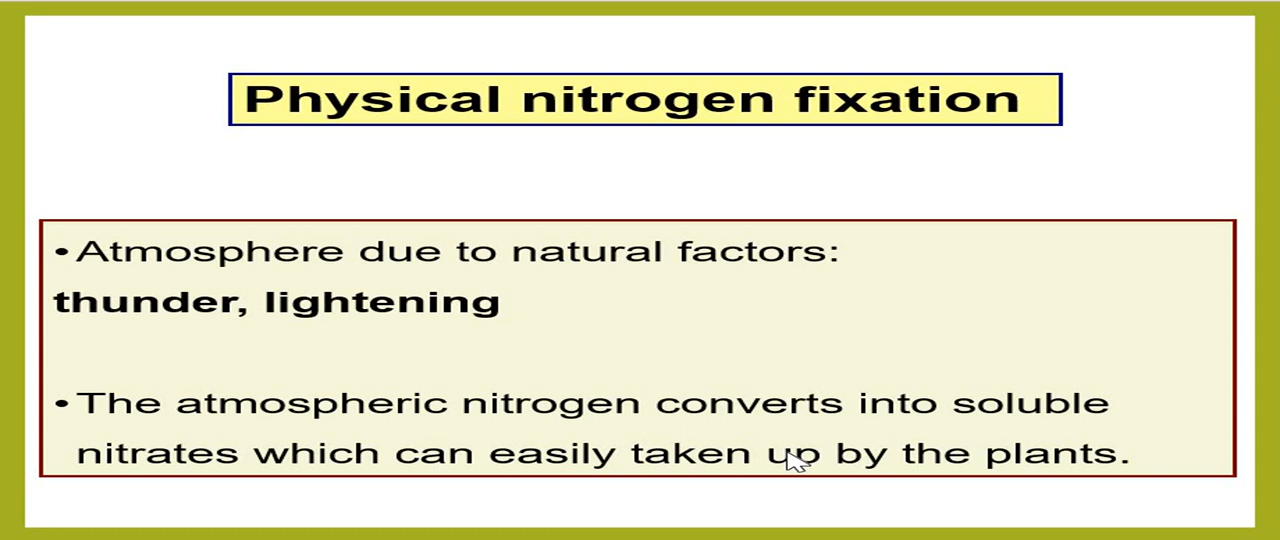 Physical nitrogen fixation
• Atmosphere due to natural factors:
thunder, lightening
• The atmospheric nitrogen converts into soluble
nitrates which can easily taken up by the plants.